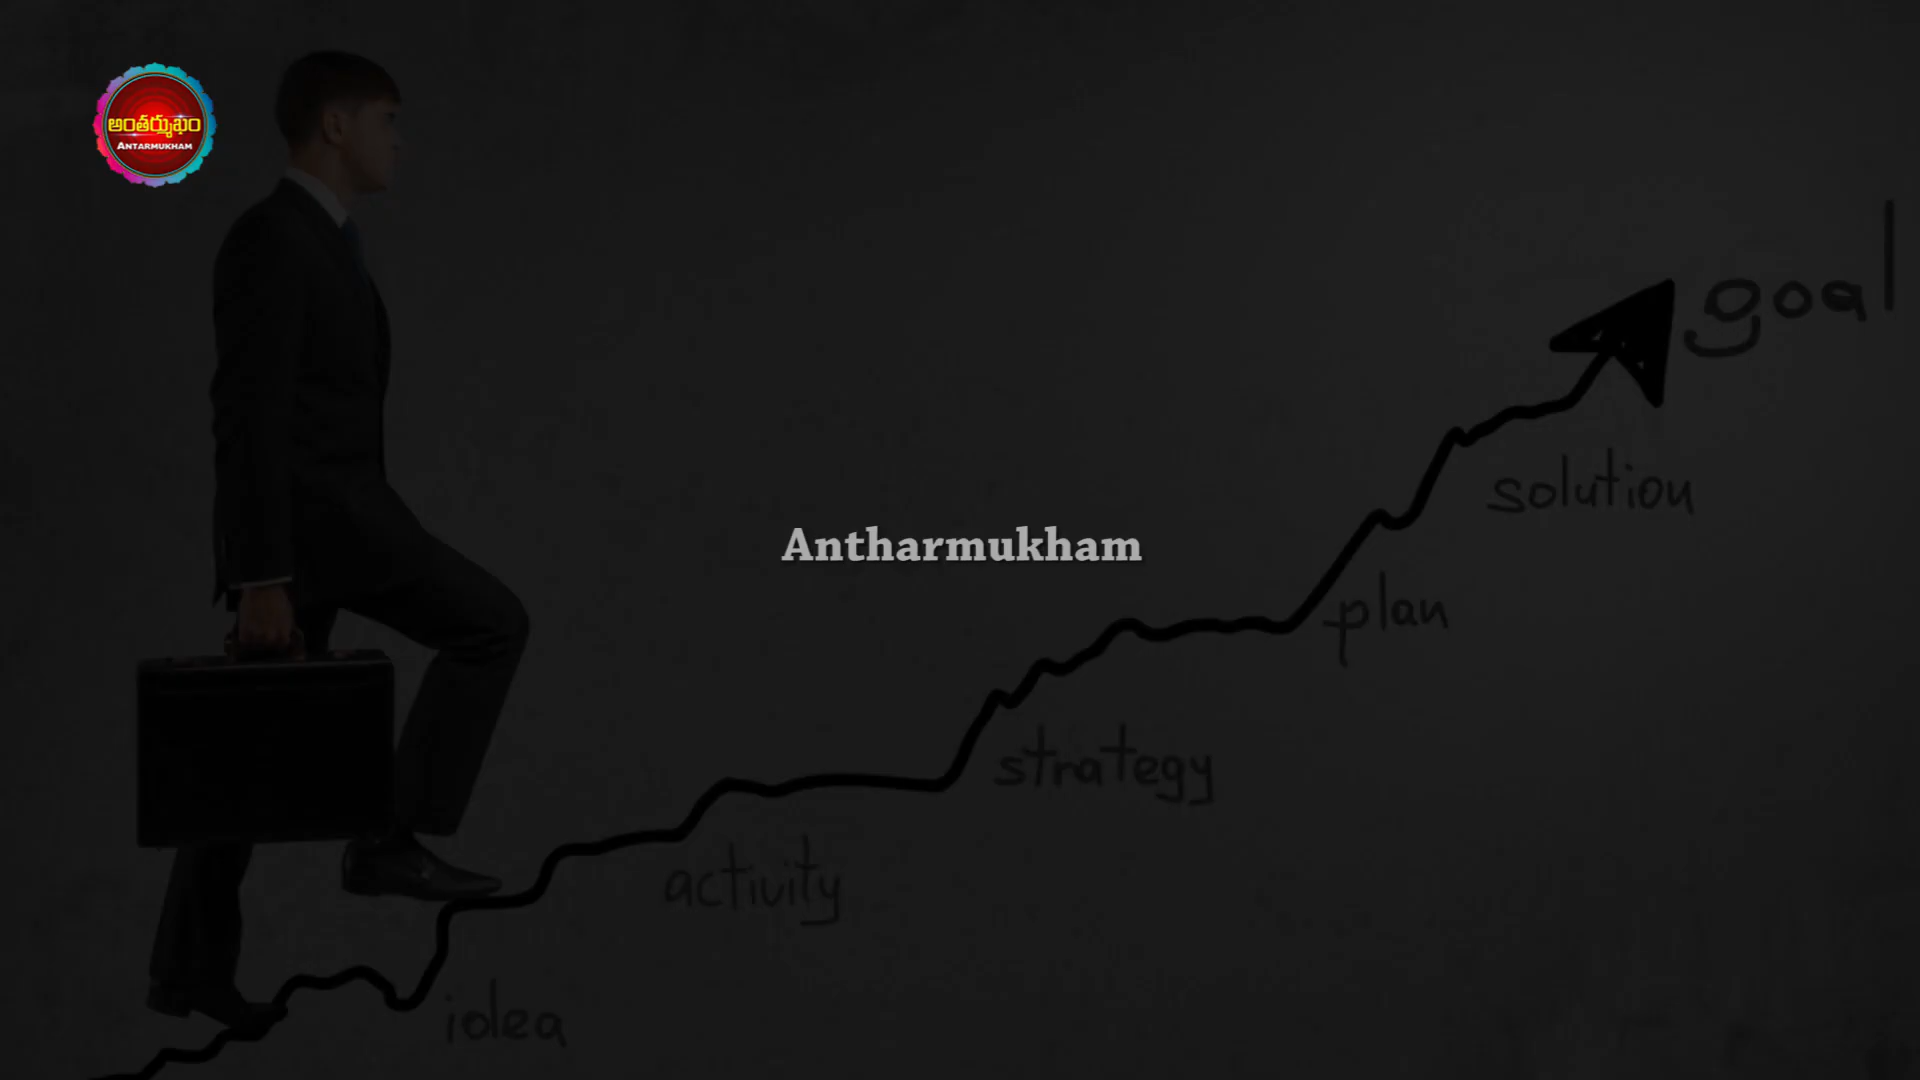 అంతర్ముఖం
ANTARMUKHAM
goal
solution
Antharmukham
plan
strategy
activity
idea